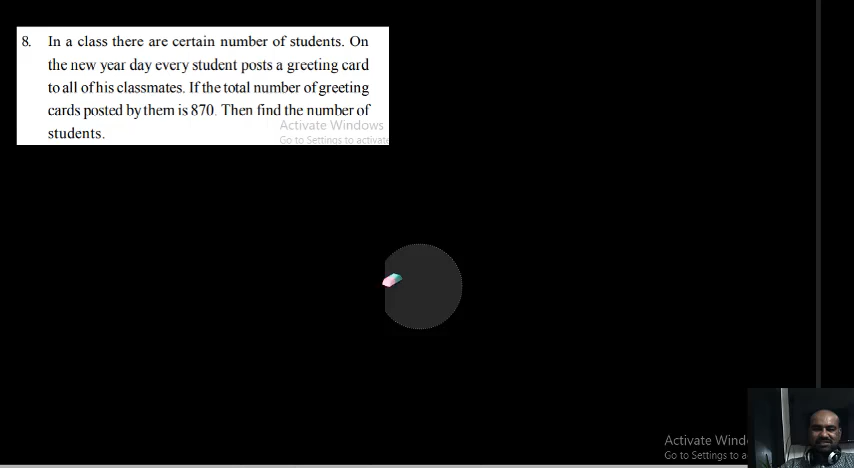 8. In a class there are certain number of students. On
the new year day every student posts a greeting card
to all of his classmates. If the total number of greeting
cards posted by them is 870. Then find the number of
students.
Activate Windows
Go to Settings to activate
Activate Wind
Go to Settings to a